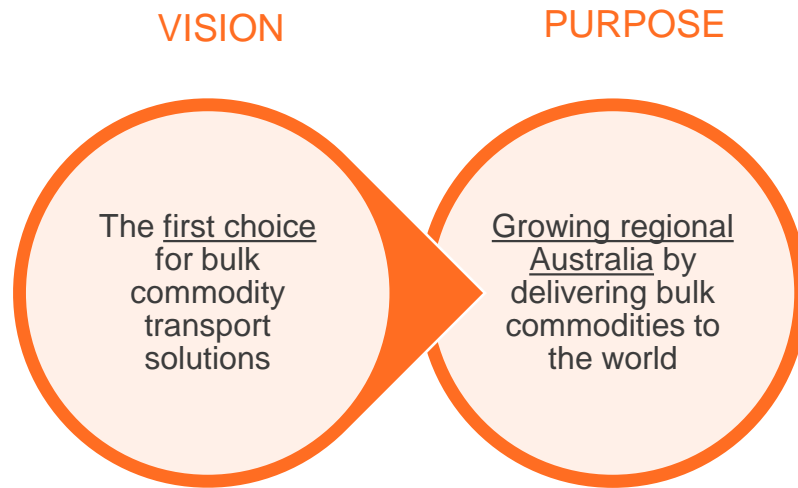 VISION
PURPOSE
The first choice
for bulk
commodity
transport
solutions
Growing regional
Australia by
delivering bulk
commodities to
the world